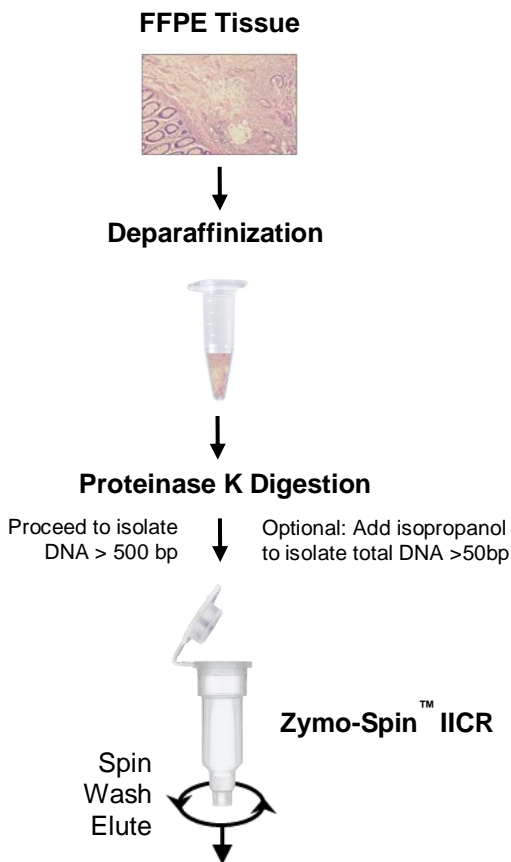 FFPE Tissue
Deparaffinization
Proteinase K Digestion
Proceed to isolate
DNA > 500 bp
Optional: Add isopropanol
to isolate total DNA >50bp
Zymo-Spin™ IICR
Spin
Wash
Elute